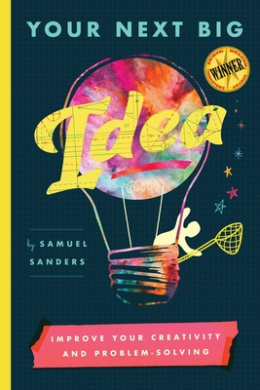 YOUR NEXT BIG
Idea
WINNER
by SAMUEL
SANDERS
IMPROVE YOUR CREATIVITY
AND PROBLEM-SOLVING